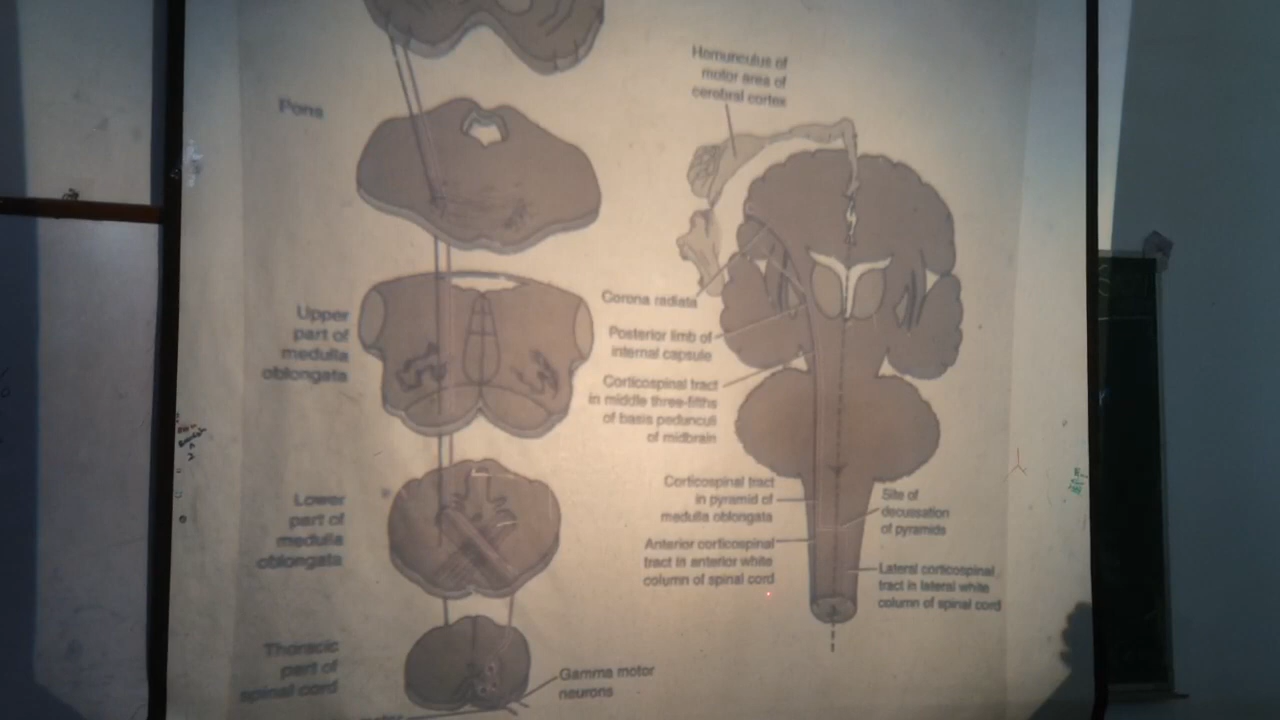 Pons
Upper
part of
medulla
oblongata
Lower
part of
medulla
oblongata
Thoracic
part of
spinal cord
Gamma motor
neurons
Homunculus of
motor area of
cerebral cortex
Corona radiata
Posterior limb of
internal capsule
Corticospinal tract
in middle three-fifths
of basis pedunculi
of midbrain
Corticospinal tract
in pyramid of
medulla oblongata
Anterior corticospinal
tract in anterior white
column of spinal cord
Site of
decussation
of pyramids
Lateral corticospinal
tract in lateral white
column of spinal cord